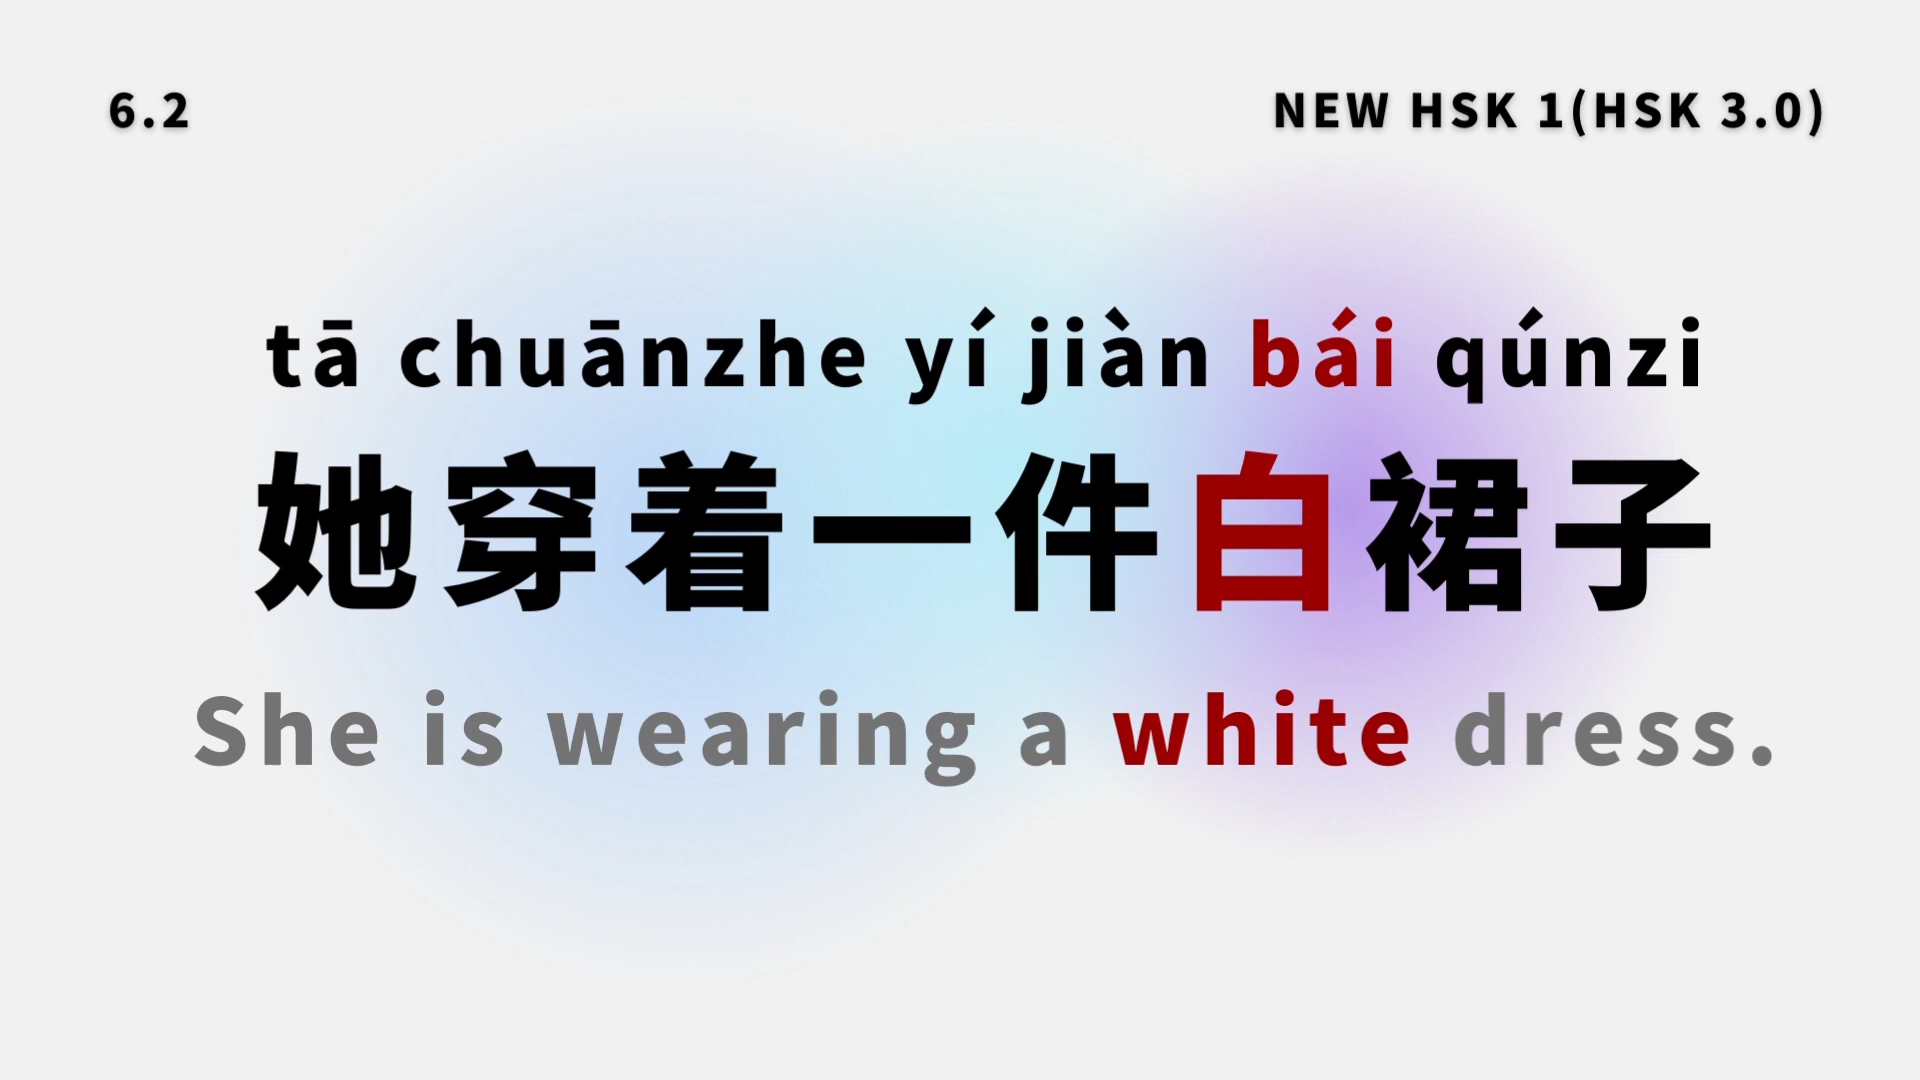 6.2
NEW HSK 1(HSK 3.0)
tā chuānzhe yí jiàn bái qúnzi
她穿着一件白裙子
She is wearing a white dress.